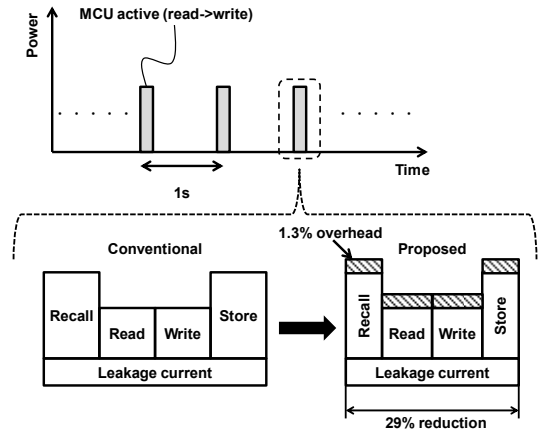 Power
MCU active (read->write)
. . . . .
. . . . .
Time
1s
Conventional
1.3% overhead
Proposed
Recall
Read
Write
Store
Leakage current
Recall
Read
Write
Store
Leakage current
29% reduction